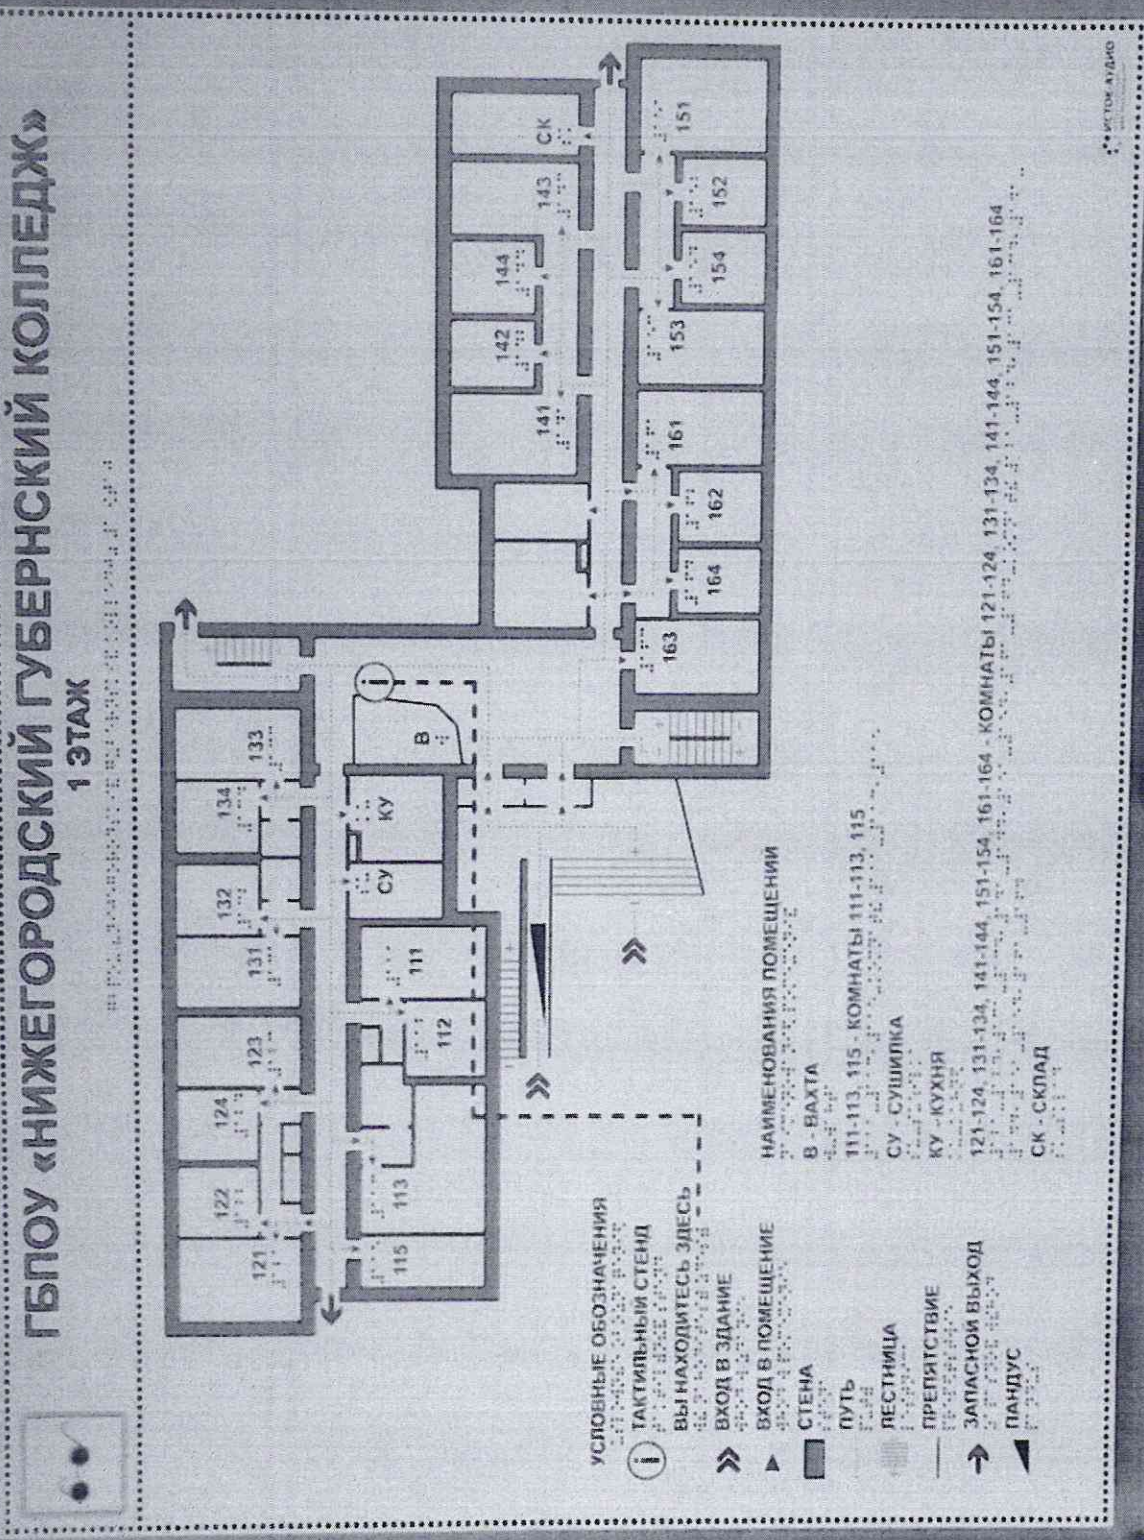 ГБПОУ «НИЖЕГОРОДСКИЙ ГУБЕРНСКИЙ КОЛЛЕДЖ»
1 ЭТАЖ
121
122
124
123
131
132
134
133
115
113
112
111
СУ
КУ
В
i
141
142
144
143
СК
163
164
162
161
153
154
152
151
УСЛОВНЫЕ ОБОЗНАЧЕНИЯ
i ТАКТИЛЬНЫЙ СТЕНД
ВЫ НАХОДИТЕСЬ ЗДЕСЬ
ВХОД В ЗДАНИЕ
ВХОД В ПОМЕЩЕНИЕ
СТЕНА
ПУТЬ
ЛЕСТНИЦА
ПРЕПЯТСТВИЕ
ЗАПАСНОЙ ВЫХОД
ПАНДУС
НАИМЕНОВАНИЯ ПОМЕЩЕНИИ
В - ВАХТА
111-113, 115 - КОМНАТЫ 111-113, 115
СУ - СУШИЛКА
КУ - КУХНЯ
121-124, 131-134, 141-144, 151-154, 161-164 - КОМНАТЫ 121-124, 131-134, 141-144, 151-154, 161-164
СК - СКЛАД
ИСТОК АУДИО